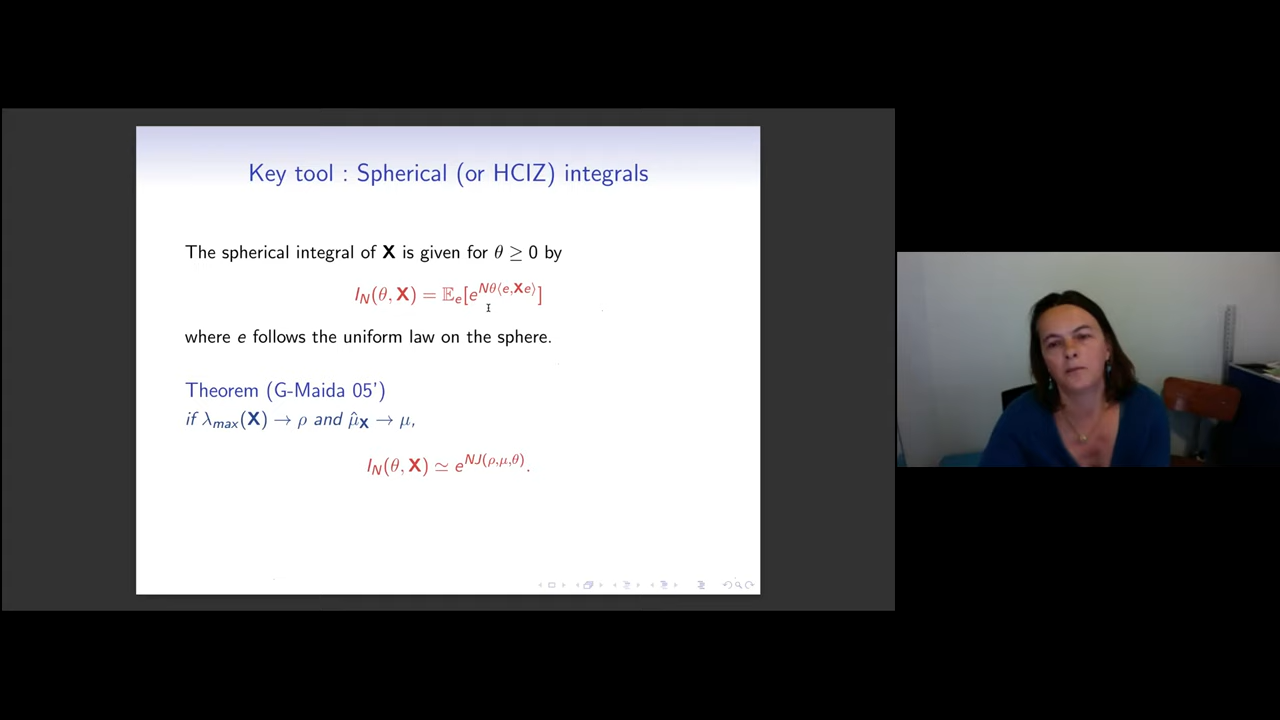 Key tool : Spherical (or HCIZ) integrals
The spherical integral of X is given for θ ≥ 0 by
I_N(θ, X) = 𝔼_e[e^{Nθ⟨e,Xe⟩}]
where e follows the uniform law on the sphere.
Theorem (G-Maida 05')
if λ_max(X) → ρ and μ̂_X → μ,
I_N(θ, X) ≃ e^{NJ(ρ,μ,θ)}.